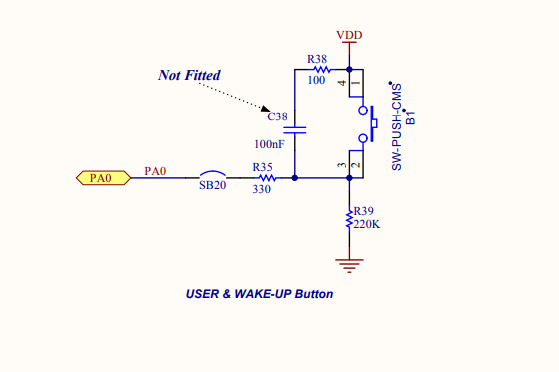 VDD
R38
100
Not Fitted
4
1
C38
100nF
SW-PUSH-CMS
B1
PA0
PA0
SB20
R35
330
3
2
R39
220K
USER & WAKE-UP Button